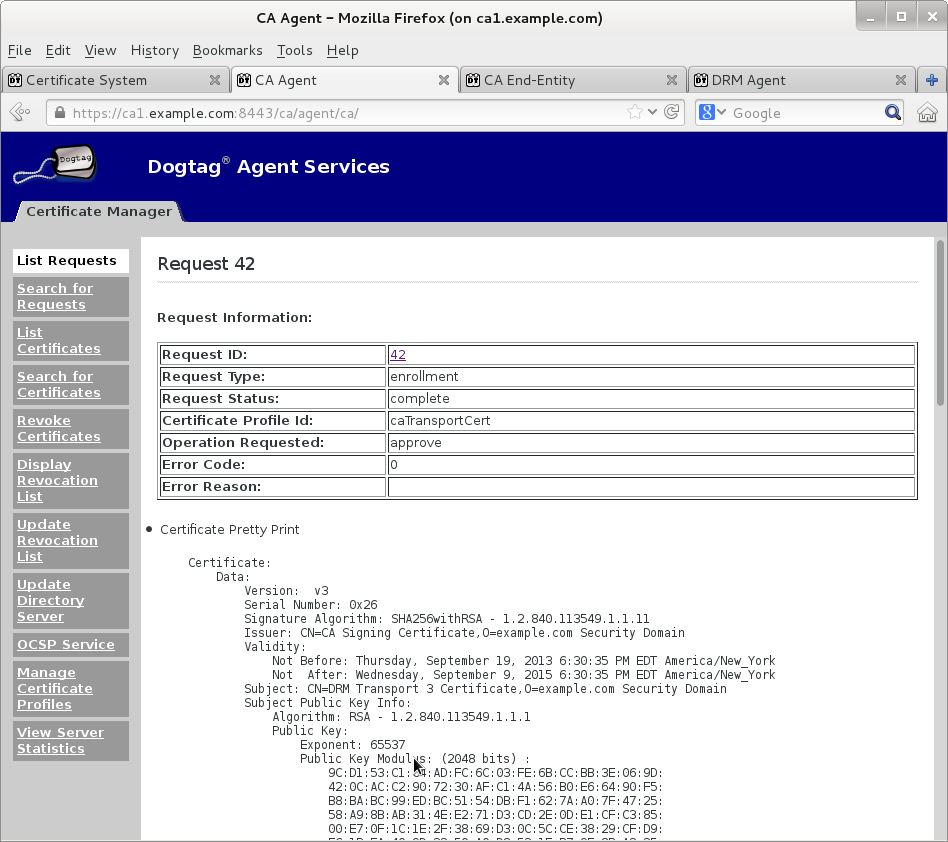 CA Agent – Mozilla Firefox (on ca1.example.com)
File Edit View History Bookmarks Tools Help
Certificate System
CA Agent
CA End-Entity
DRM Agent
https://ca1.example.com:8443/ca/agent/ca/
Google
Dogtag
Dogtag® Agent Services
Certificate Manager
List Requests
Search for
Requests
List
Certificates
Search for
Certificates
Revoke
Certificates
Display
Revocation
List
Update
Revocation
List
Update
Directory
Server
OCSP Service
Manage
Certificate
Profiles
View Server
Statistics
Request 42
Request Information:
Request ID: 42
Request Type: enrollment
Request Status: complete
Certificate Profile Id: caTransportCert
Operation Requested: approve
Error Code: 0
Error Reason:
Certificate Pretty Print
Certificate:
Data:
Version: v3
Serial Number: 0x26
Signature Algorithm: SHA256withRSA - 1.2.840.113549.1.1.11
Issuer: CN=CA Signing Certificate,O=example.com Security Domain
Validity:
Not Before: Thursday, September 19, 2013 6:30:35 PM EDT America/New_York
Not After: Wednesday, September 9, 2015 6:30:35 PM EDT America/New_York
Subject: CN=DRM Transport 3 Certificate,O=example.com Security Domain
Subject Public Key Info:
Algorithm: RSA - 1.2.840.113549.1.1.1
Public Key:
Exponent: 65537
Public Key Modulus: (2048 bits) :
9C:D1:53:C1: :AD:FC:6C:03:FE:6B:CC:BB:3E:06:9D:
42:0C:AC:C2:90:72:30:AF:C1:4A:56:B0:E6:64:90:F5:
B8:BA:BC:99:ED:BC:51:54:DB:F1:62:7A:A0:7F:47:25:
58:A9:8B:AB:31:4E:E2:71:D3:CD:2E:0D:E1:CF:C3:85:
00:E7:0F:1C:1E:2F:38:69:D3:0C:5C:CE:38:29:CF:D9: